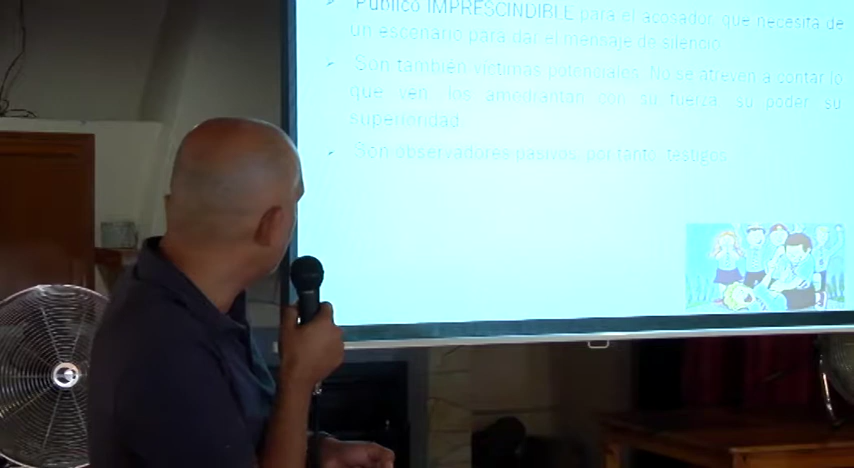 Público IMPRESCINDIBLE para el acosador, que necesita de
un escenario para dar el mensaje de silencio.
Son también víctimas potenciales. No se atreven a contar lo
que ven, los amedrantan con su fuerza, su poder su
superioridad.
Son observadores pasivos, por tanto, testigos.